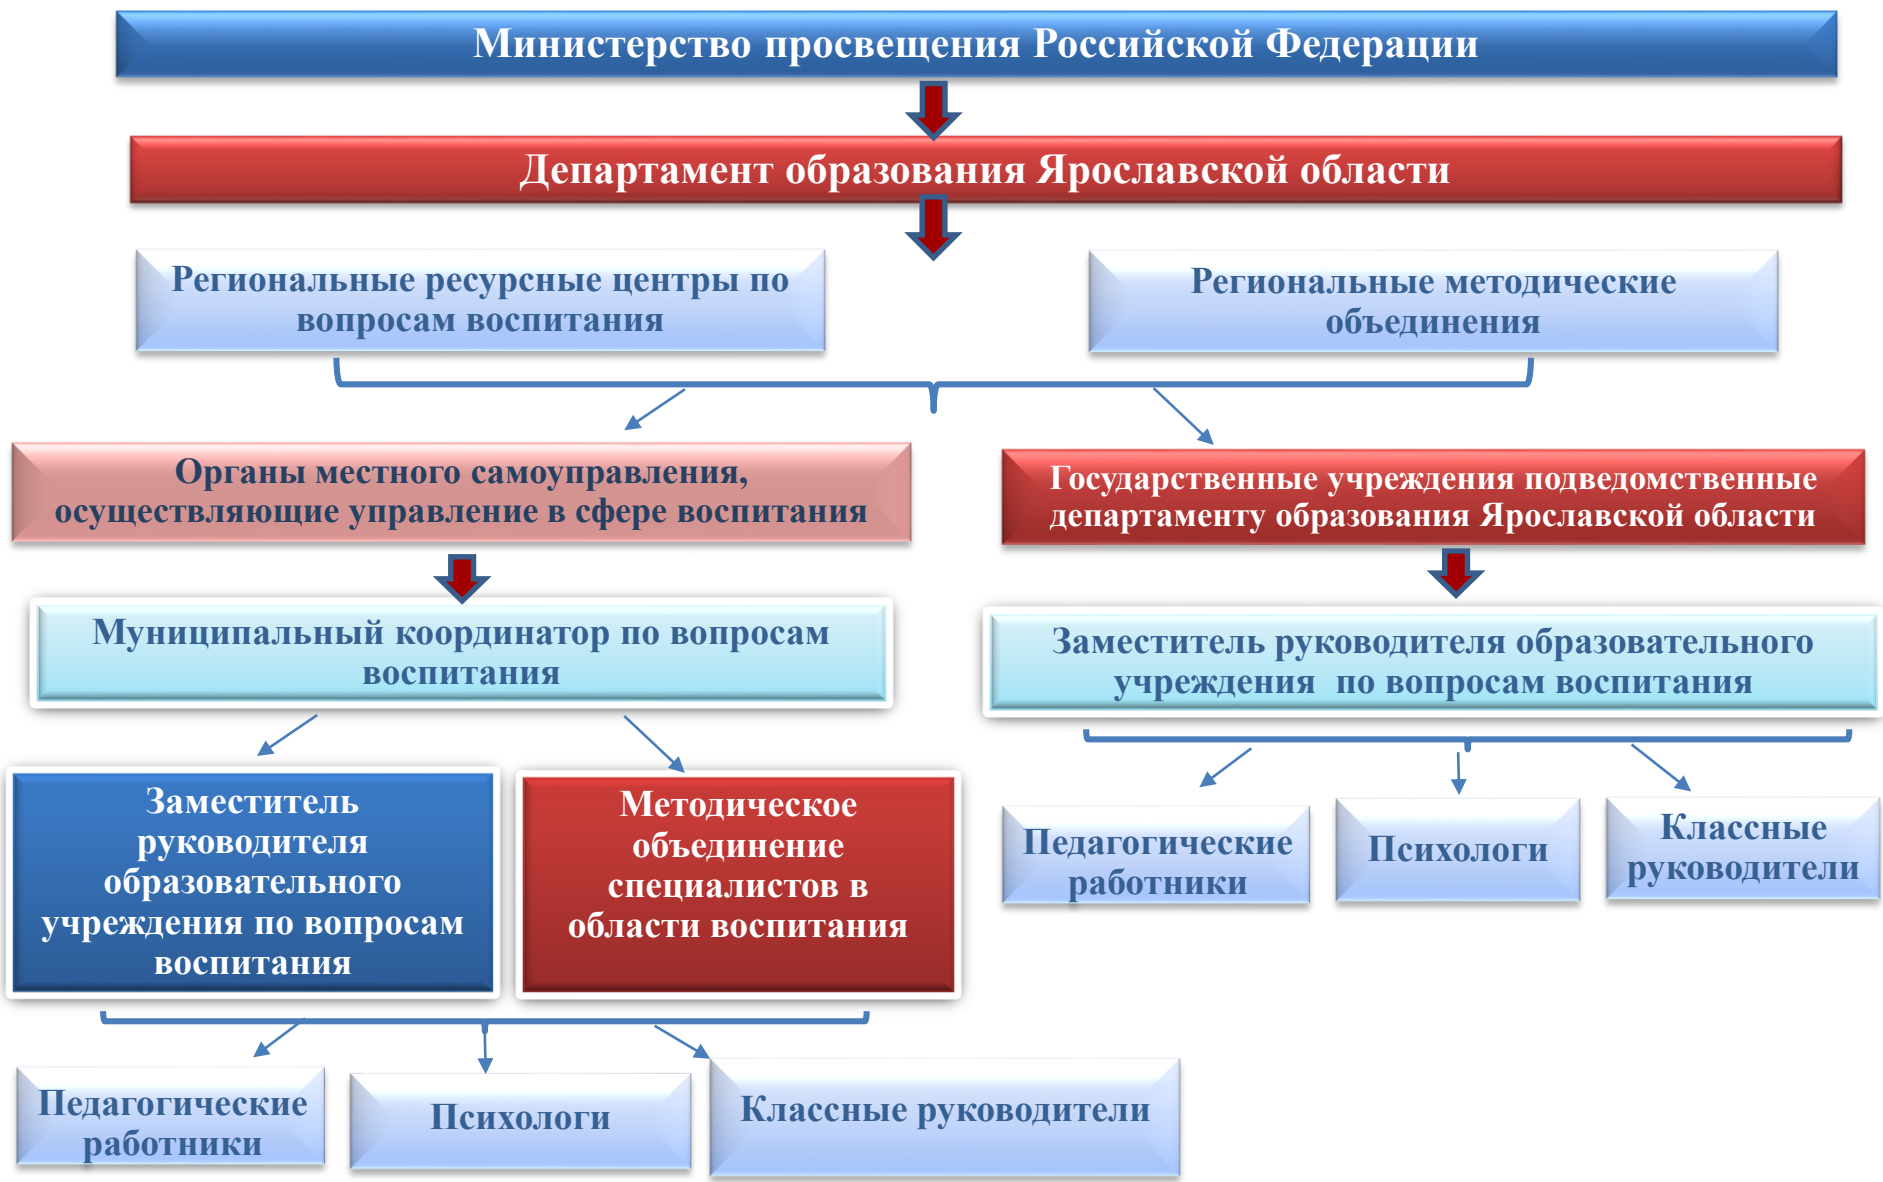 Министерство просвещения Российской Федерации
Департамент образования Ярославской области
Региональные ресурсные центры по
вопросам воспитания
Региональные методические
объединения
Органы местного самоуправления,
осуществляющие управление в сфере воспитания
Государственные учреждения подведомственные
департаменту образования Ярославской области
Муниципальный координатор по вопросам
воспитания
Заместитель руководителя образовательного
учреждения по вопросам воспитания
Заместитель
руководителя
образовательного
учреждения по вопросам
воспитания
Методическое
объединение
специалистов в
области воспитания
Педагогические
работники
Психологи
Классные
руководители
Педагогические
работники
Психологи
Классные руководители